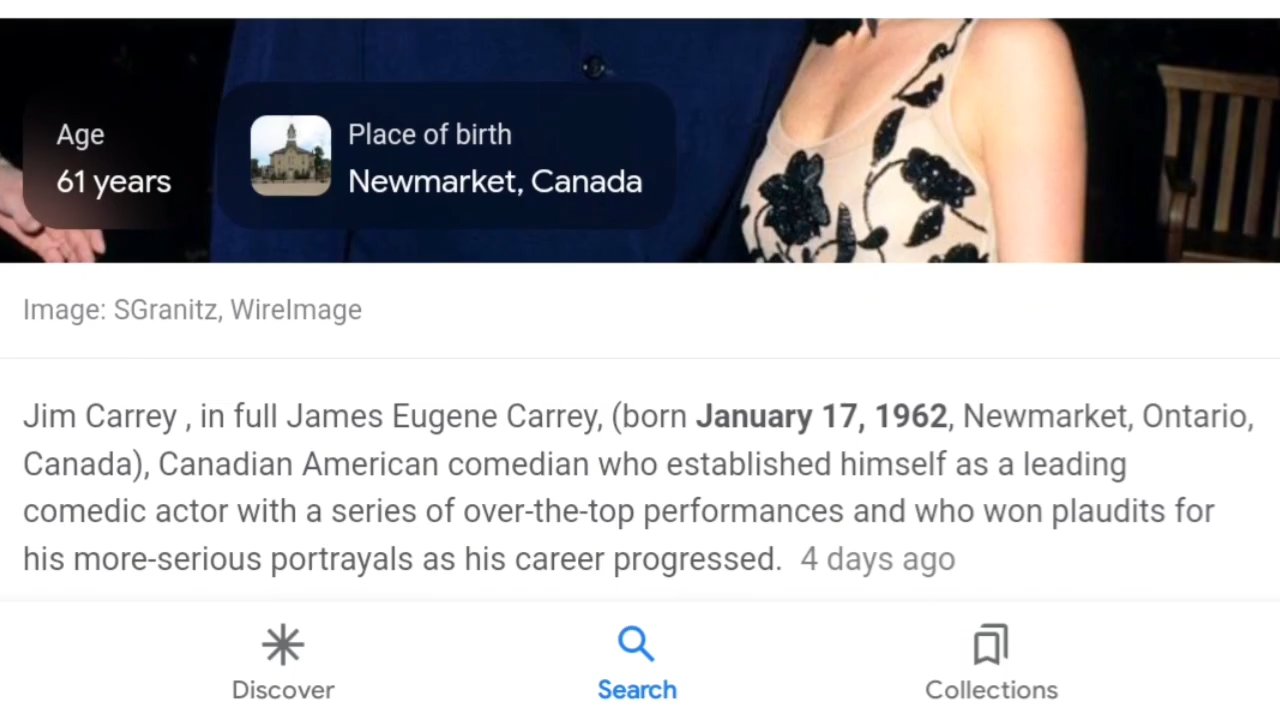 Age
Place of birth
61 years
Newmarket, Canada
Image: SGranitz, WireImage
Jim Carrey , in full James Eugene Carrey, (born January 17, 1962, Newmarket, Ontario,
Canada), Canadian American comedian who established himself as a leading
comedic actor with a series of over-the-top performances and who won plaudits for
his more-serious portrayals as his career progressed. 4 days ago
Discover
Search
Collections